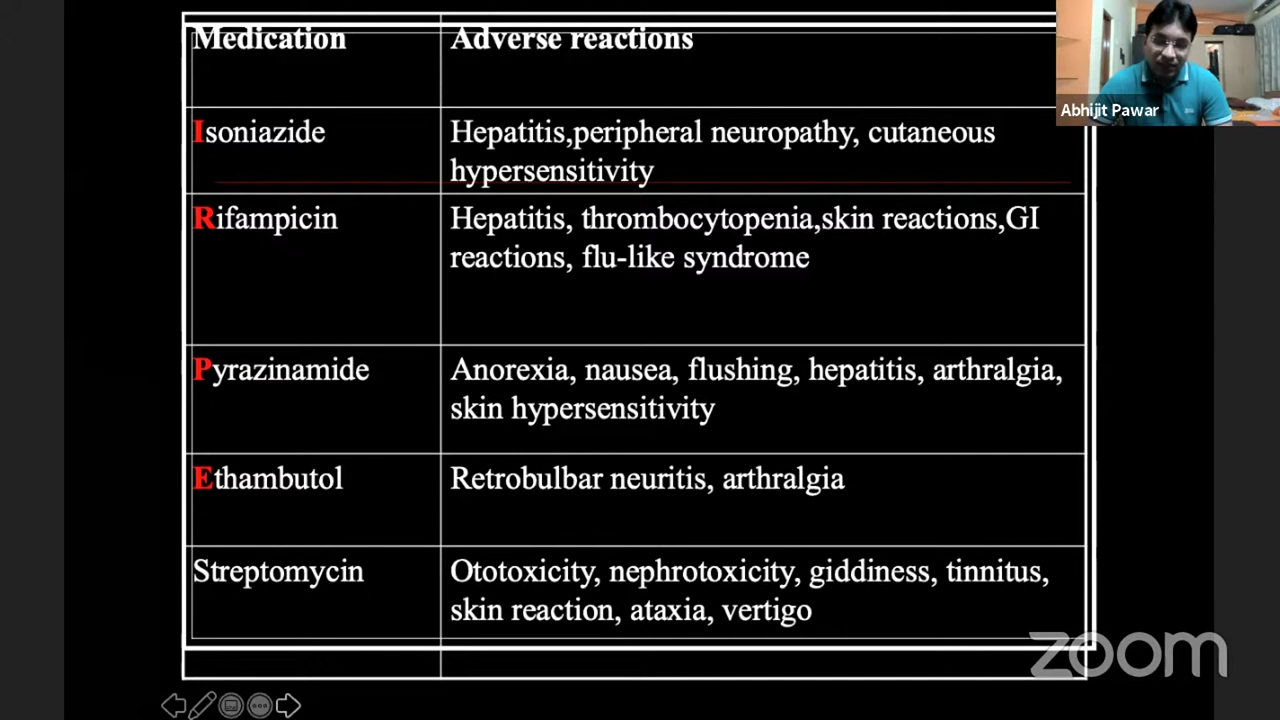 Medication Adverse reactions
Abhijit Pawar
Isoniazide Hepatitis,peripheral neuropathy, cutaneous
hypersensitivity
Rifampicin Hepatitis, thrombocytopenia,skin reactions,GI
reactions, flu-like syndrome
Pyrazinamide Anorexia, nausea, flushing, hepatitis, arthralgia,
skin hypersensitivity
Ethambutol Retrobulbar neuritis, arthralgia
Streptomycin Ototoxicity, nephrotoxicity, giddiness, tinnitus,
skin reaction, ataxia, vertigo
zoom